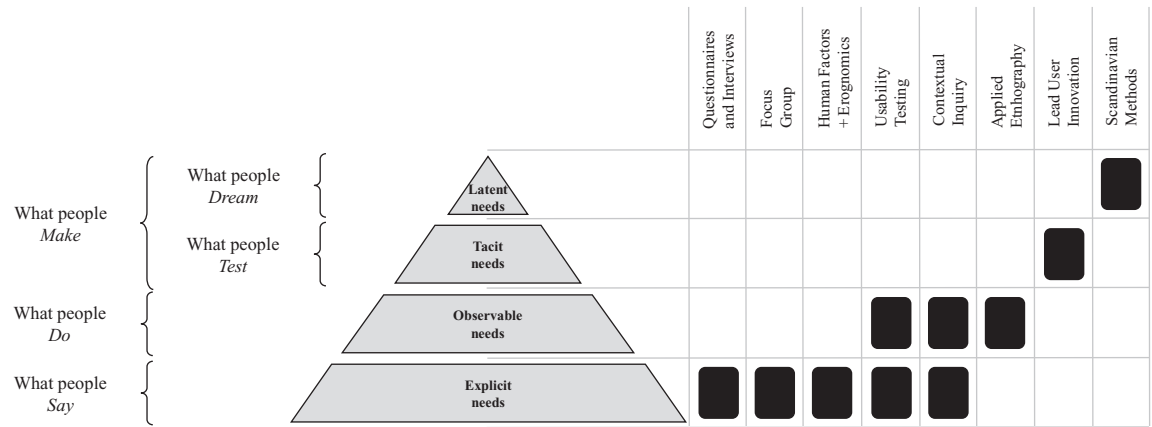 Questionnaires
and Interviews
Focus
Group
Human Factors
+ Erognomics
Usability
Testing
Contextual
Inquiry
Applied
Etnhography
Lead User
Innovation
Scandinavian
Methods
What people
Make
What people
Dream
Latent
needs
What people
Test
Tacit
needs
What people
Do
Observable
needs
What people
Say
Explicit
needs